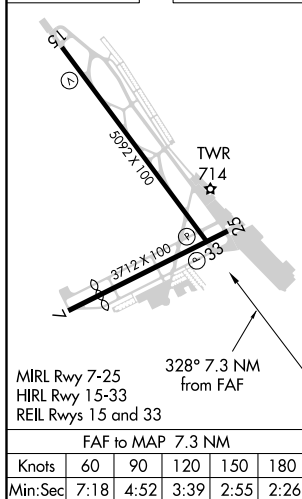 15
V
5092 X 100
TWR
714
P
25
3712 X 100
P
33
7
328° 7.3 NM
from FAF
MIRL Rwy 7-25
HIRL Rwy 15-33
REIL Rwys 15 and 33
FAF to MAP 7.3 NM
Knots 60 90 120 150 180
Min:Sec 7:18 4:52 3:39 2:55 2:26